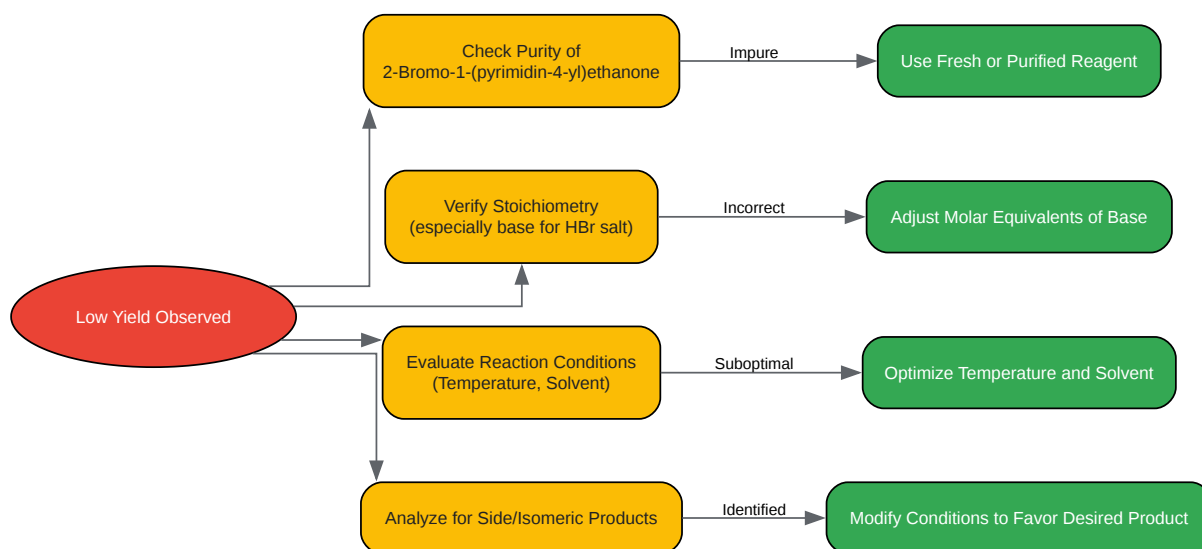 Check Purity of
2-Bromo-1-(pyrimidin-4-yl)ethanone
Impure
Use Fresh or Purified Reagent
Verify Stoichiometry
(especially base for HBr salt)
Incorrect
Adjust Molar Equivalents of Base
Low Yield Observed
Evaluate Reaction Conditions
(Temperature, Solvent)
Suboptimal
Optimize Temperature and Solvent
Analyze for Side/Isomeric Products
Identified
Modify Conditions to Favor Desired Product